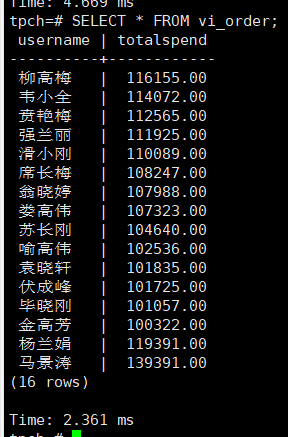 Time: 4.669 ms
tpch=# SELECT * FROM vi_order;
username | totalspend
----------+------------
柳高梅 | 116155.00
韦小全 | 114072.00
贲艳梅 | 112565.00
强兰丽 | 111925.00
滑小刚 | 110089.00
席长梅 | 108247.00
翁晓婷 | 107988.00
娄高伟 | 107323.00
苏长刚 | 104640.00
喻高伟 | 102536.00
袁晓轩 | 101835.00
伏成峰 | 101725.00
毕晓刚 | 101057.00
金高芳 | 100322.00
杨兰娟 | 119391.00
马景涛 | 139391.00
(16 rows)
Time: 2.361 ms
tpch=#